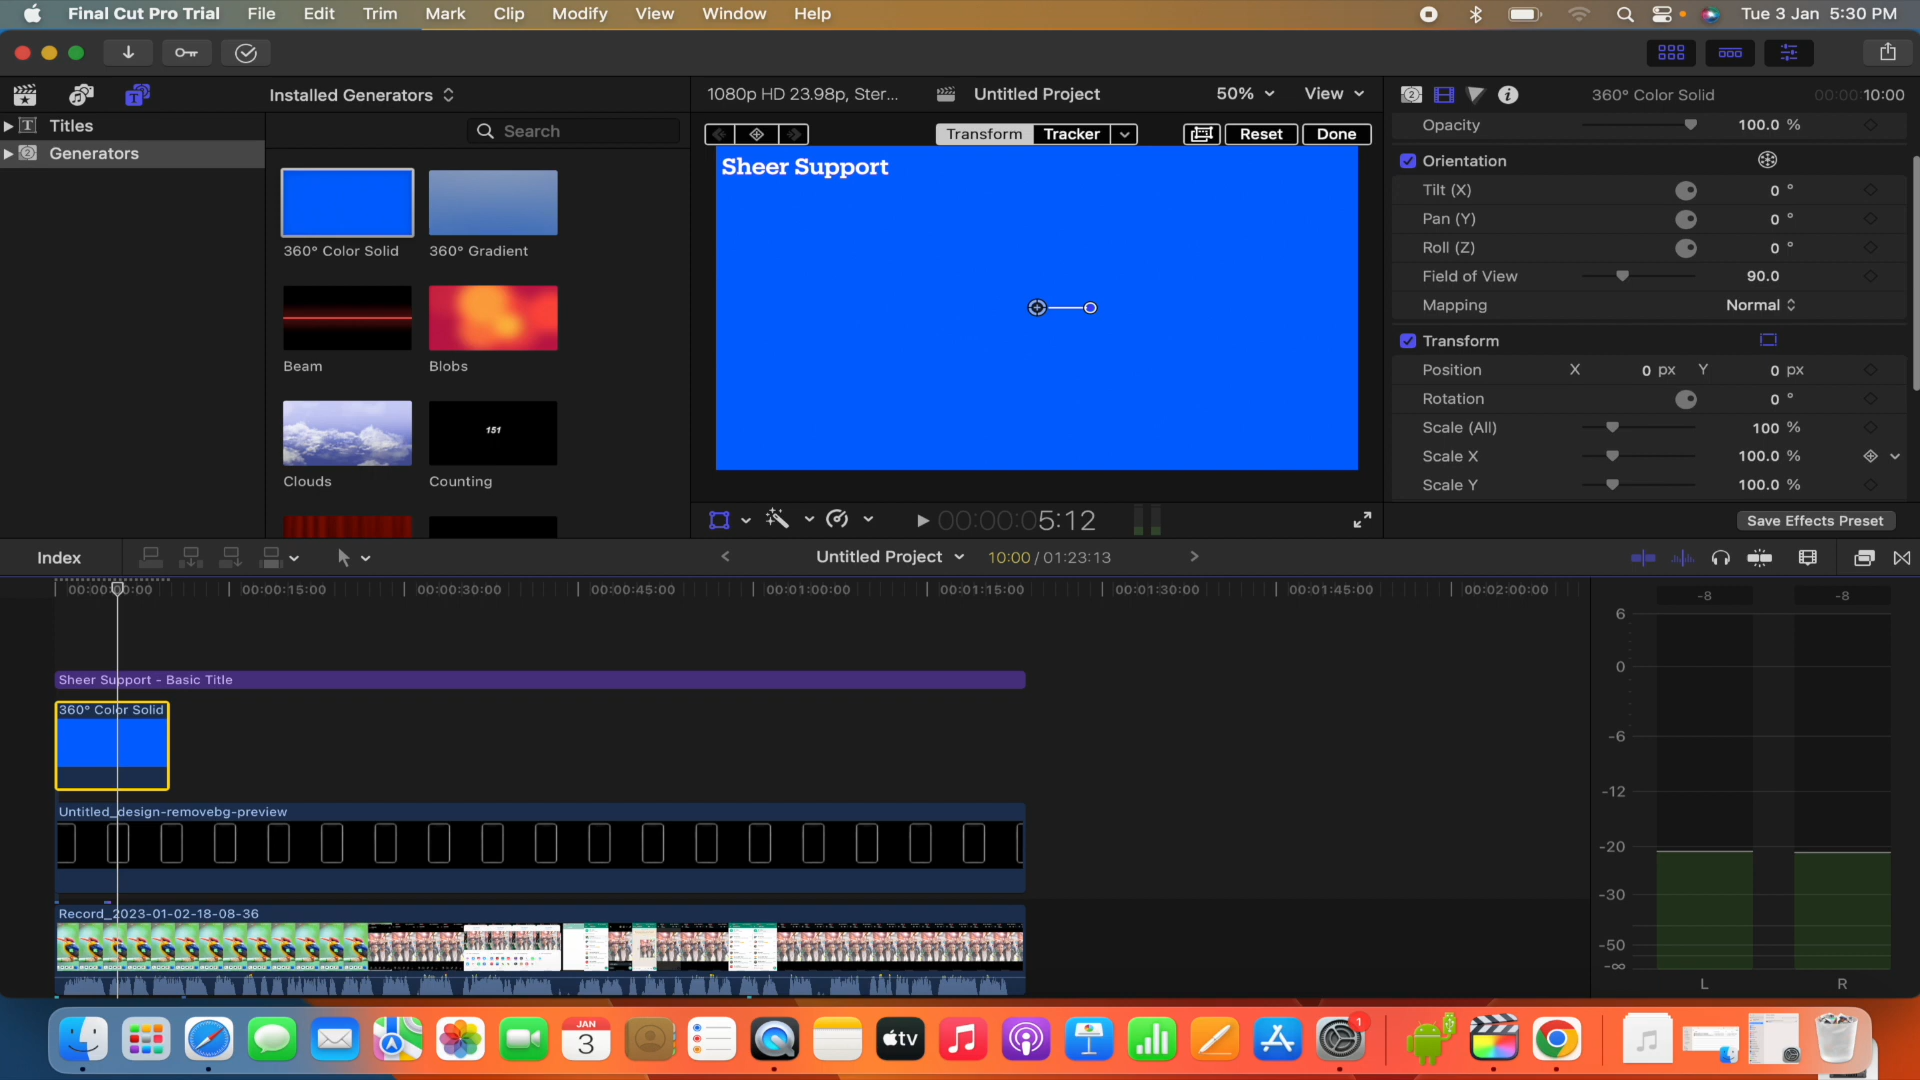 Final Cut Pro Trial File Edit Trim Mark Clip Modify View Window Help Tue 3 Jan 5:30 PM
Installed Generators
1080p HD 23.98p, Ster... Untitled Project 50% View
360° Color Solid 00:00:10:00
Titles
Generators
Search
Transform Tracker Reset Done
Sheer Support
360° Color Solid 360° Gradient
Beam Blobs
151
Clouds Counting
Opacity 100.0 %
Orientation
Tilt (X) 0 °
Pan (Y) 0 °
Roll (Z) 0 °
Field of View 90.0
Mapping Normal
Transform
Position X 0 px Y 0 px
Rotation 0 °
Scale (All) 100 %
Scale X 100.0 %
Scale Y 100.0 %
00:00:05:12
Save Effects Preset
Index Untitled Project 10:00 / 01:23:13
00:00:00:00 00:00:15:00 00:00:30:00 00:00:45:00 00:01:00:00 00:01:15:00 00:01:30:00 00:01:45:00 00:02:00:00
Sheer Support - Basic Title
360° Color Solid
Untitled_design-removebg-preview
Record_2023-01-02-18-08-36
-8 -8
6
0
-6
-12
-20
-30
-50
-∞
L R
JAN
3
tv
1